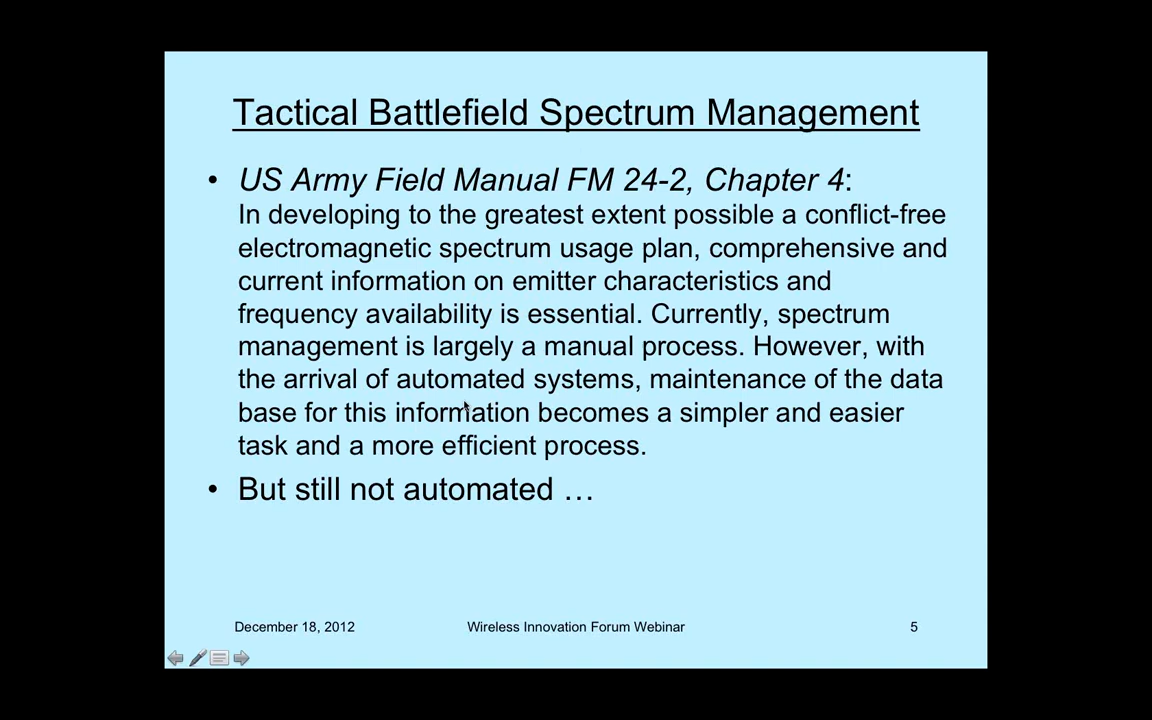 Tactical Battlefield Spectrum Management
• US Army Field Manual FM 24-2, Chapter 4:
In developing to the greatest extent possible a conflict-free
electromagnetic spectrum usage plan, comprehensive and
current information on emitter characteristics and
frequency availability is essential. Currently, spectrum
management is largely a manual process. However, with
the arrival of automated systems, maintenance of the data
base for this information becomes a simpler and easier
task and a more efficient process.
• But still not automated …
December 18, 2012 Wireless Innovation Forum Webinar 5